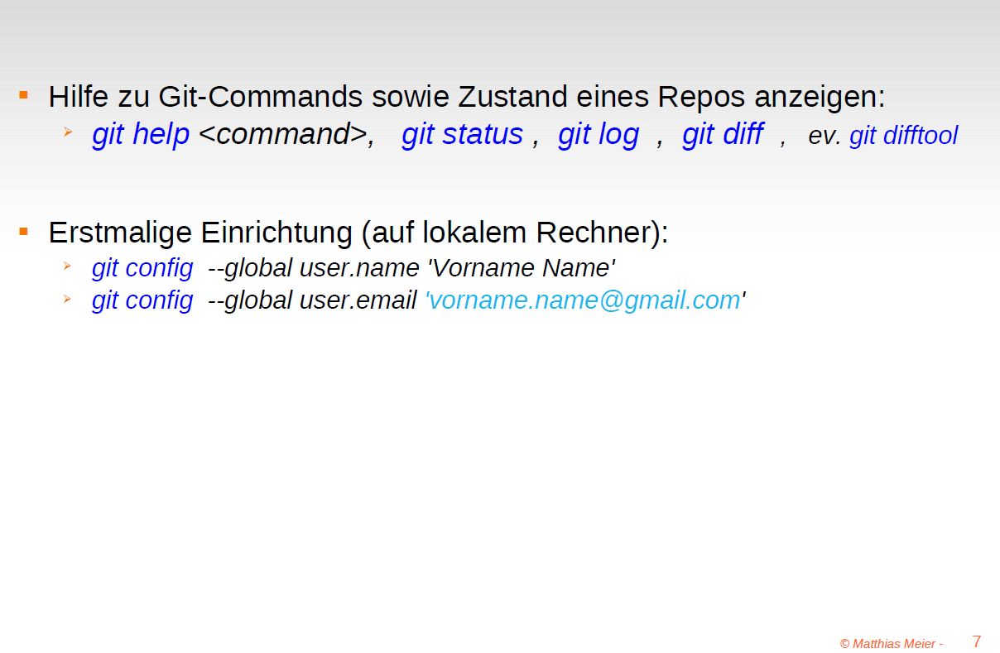 Hilfe zu Git-Commands sowie Zustand eines Repos anzeigen:
git help <command>, git status , git log , git diff , ev. git difftool
Erstmalige Einrichtung (auf lokalem Rechner):
git config --global user.name 'Vorname Name'
git config --global user.email 'vorname.name@gmail.com'
© Matthias Meier - 7